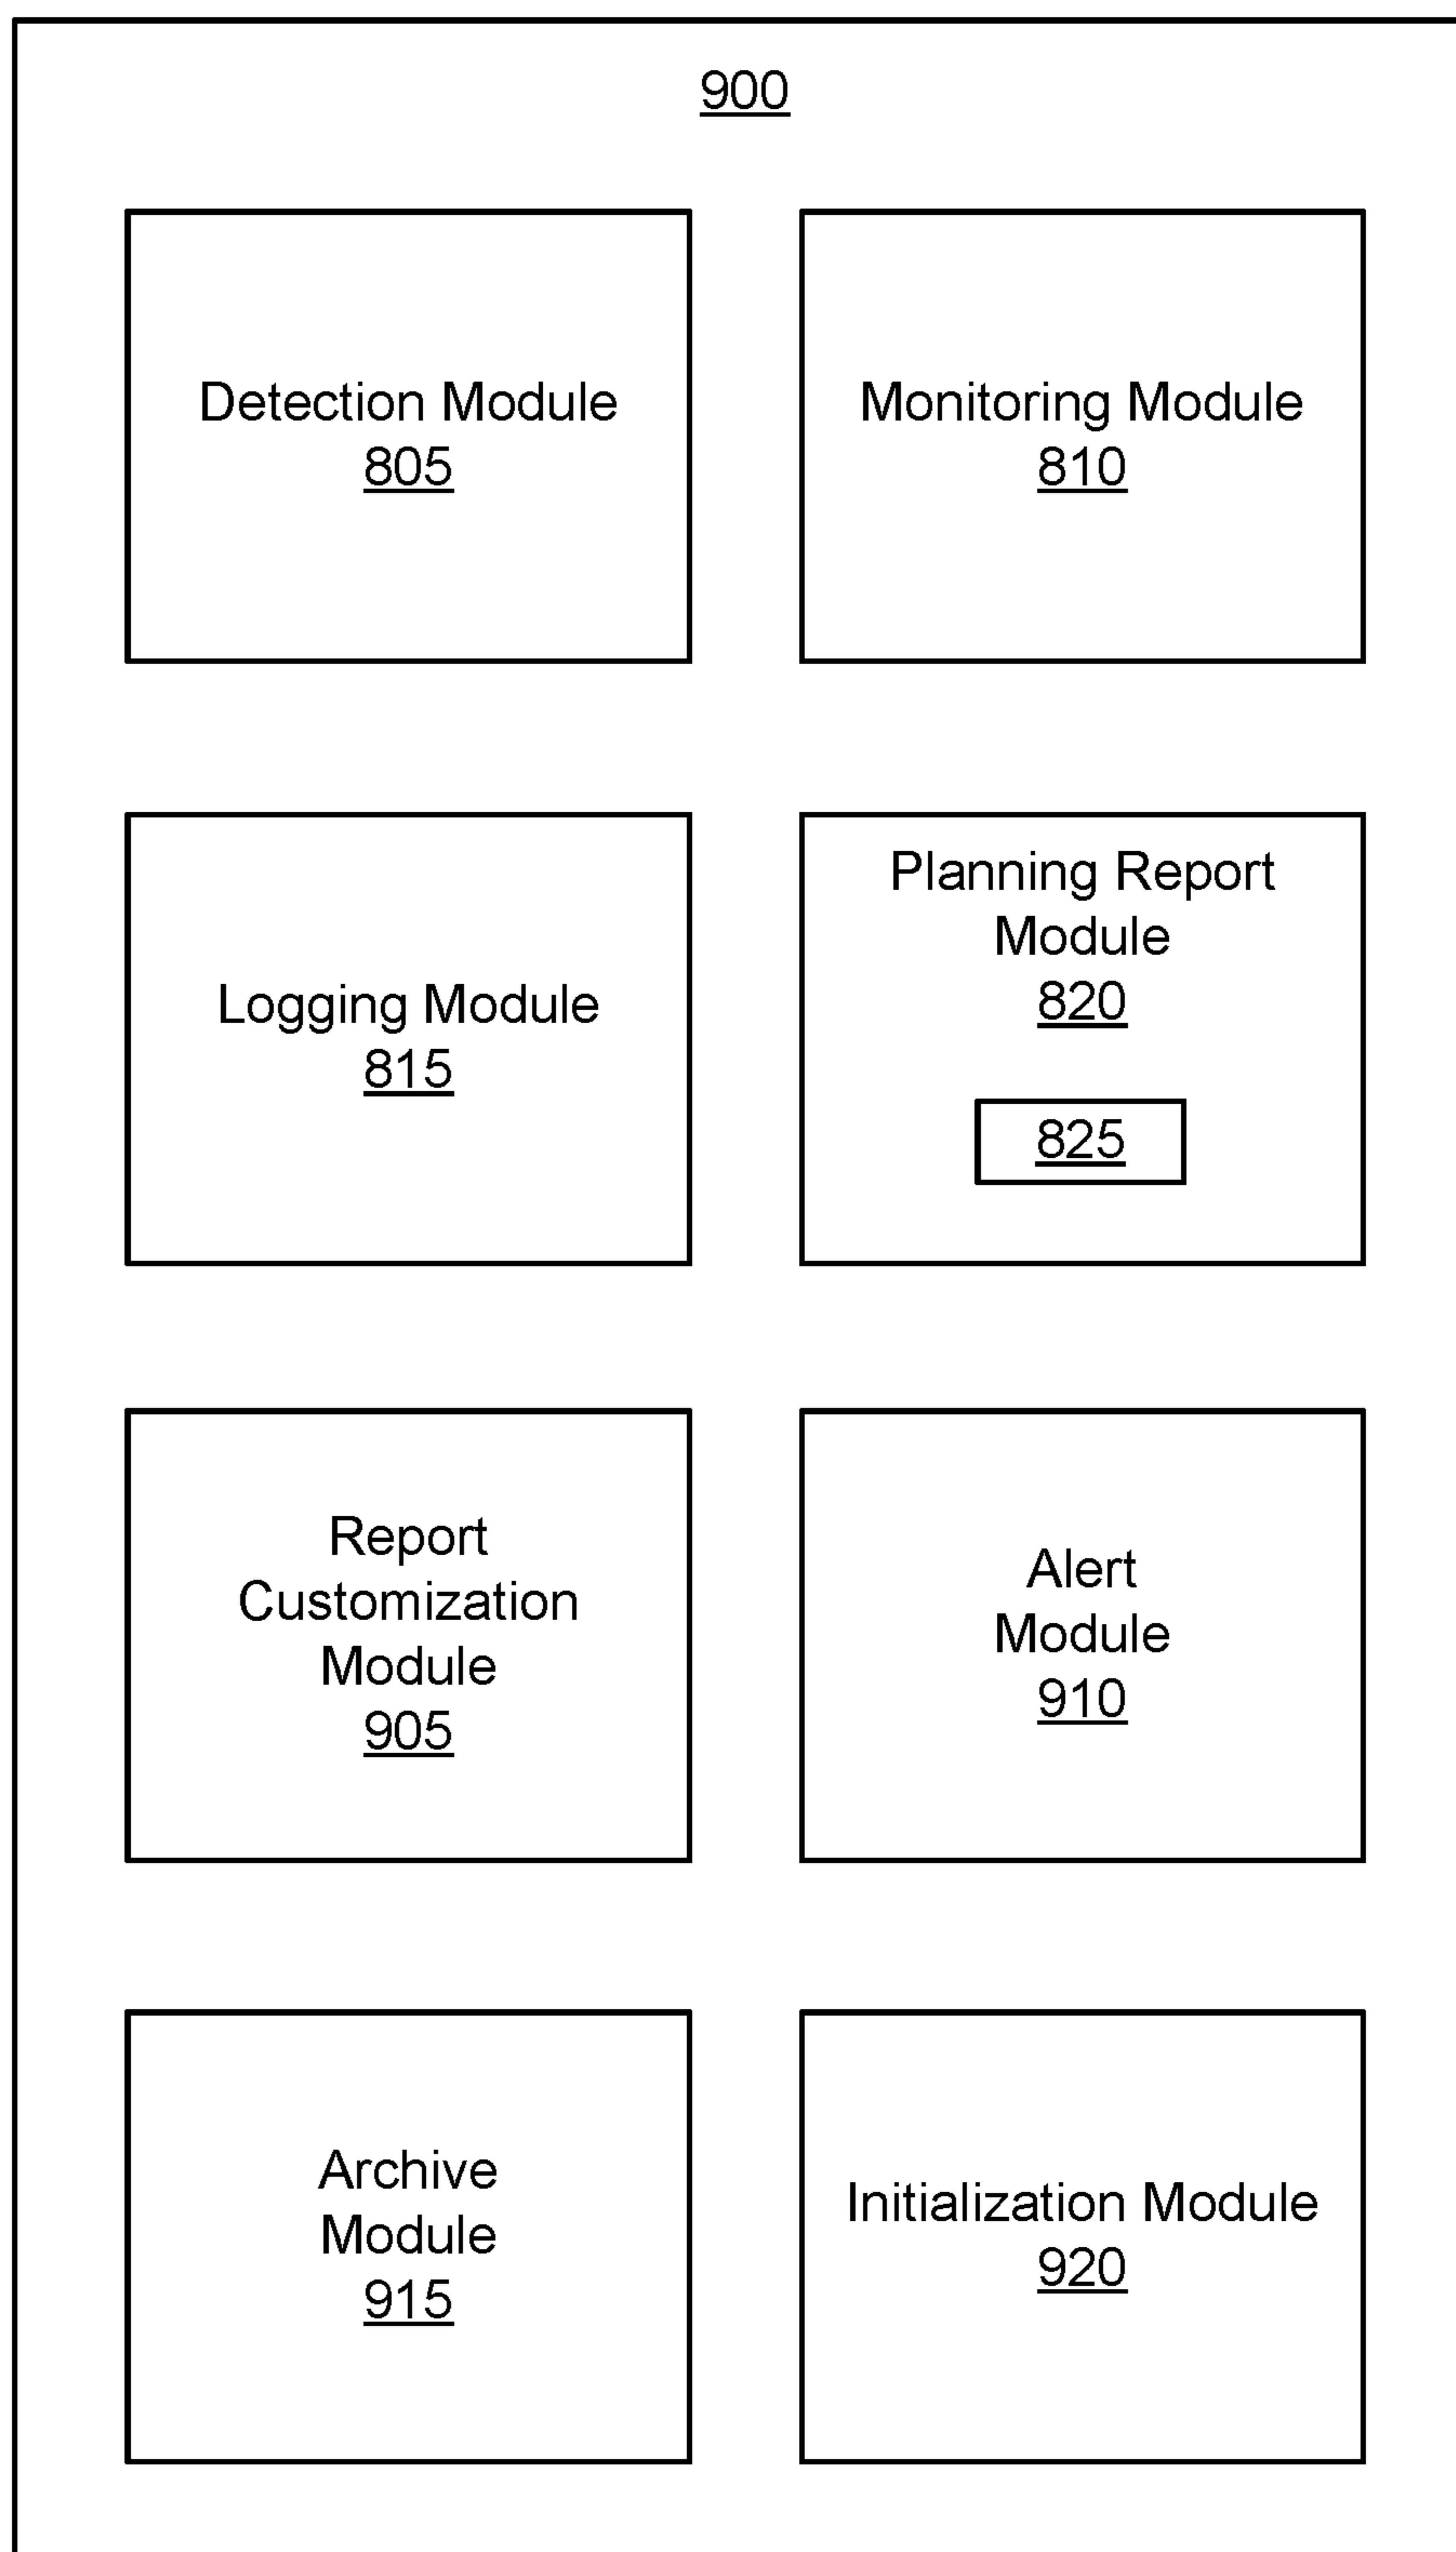 900
Detection Module
805
Monitoring Module
810
Logging Module
815
Planning Report
Module
820
825
Report
Customization
Module
905
Alert
Module
910
Archive
Module
915
Initialization Module
920